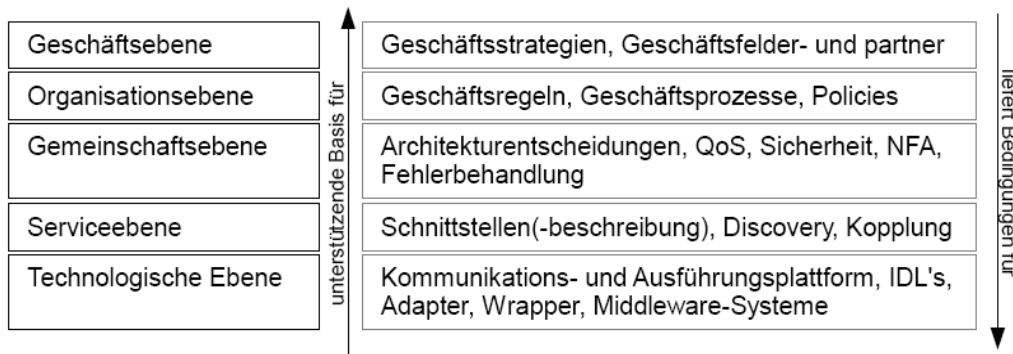 Geschäftsebene
Geschäftsstrategien, Geschäftsfelder- und partner
Organisationsebene
Geschäftsregeln, Geschäftsprozesse, Policies
Gemeinschaftsebene
Architekturentscheidungen, QoS, Sicherheit, NFA,
Fehlerbehandlung
Serviceebene
Schnittstellen(-beschreibung), Discovery, Kopplung
Technologische Ebene
Kommunikations- und Ausführungsplattform, IDL's,
Adapter, Wrapper, Middleware-Systeme
unterstützende Basis für
liefert Bedingungen für